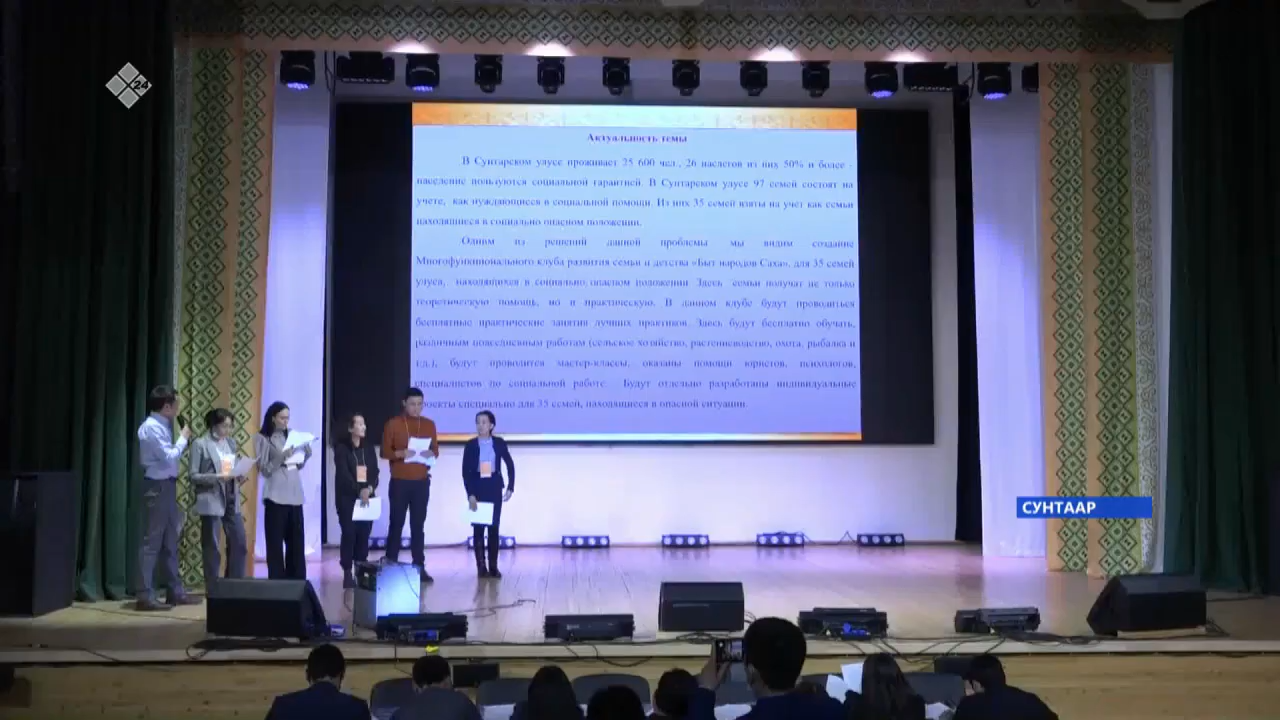 24
Актуальность темы
В Сунтарском улусе проживает 25 600 чел., 26 наслегов из них 50% и более -
население пользуются социальной гарантией. В Сунтарском улусе 97 семей состоят на
учете, как нуждающиеся в социальной помощи. Из них 35 семей взяты на учет как семьи
находящиеся в социально опасном положении.
Одним из решений данной проблемы мы видим создание
Многофункционального клуба развития семьи и детства «Быт народов Саха», для 35 семей
улуса, находящихся в социально опасном положении Здесь семьи получат не только
теоретическую помощь, но и практическую. В данном клубе будут проводиться
бесплатные практические занятия лучших практиков. Здесь будут бесплатно обучать,
различным повседневным работам (сельское хозяйство, растениеводство, охота, рыбалка и
т.д.), будут проводится мастер-классы, оказаны помощи юристов, психологов,
специалистов по социальной работе. Будут отдельно разработаны индивидуальные
проекты специально для 35 семей, находящиеся в опасной ситуации.
СУНТААР